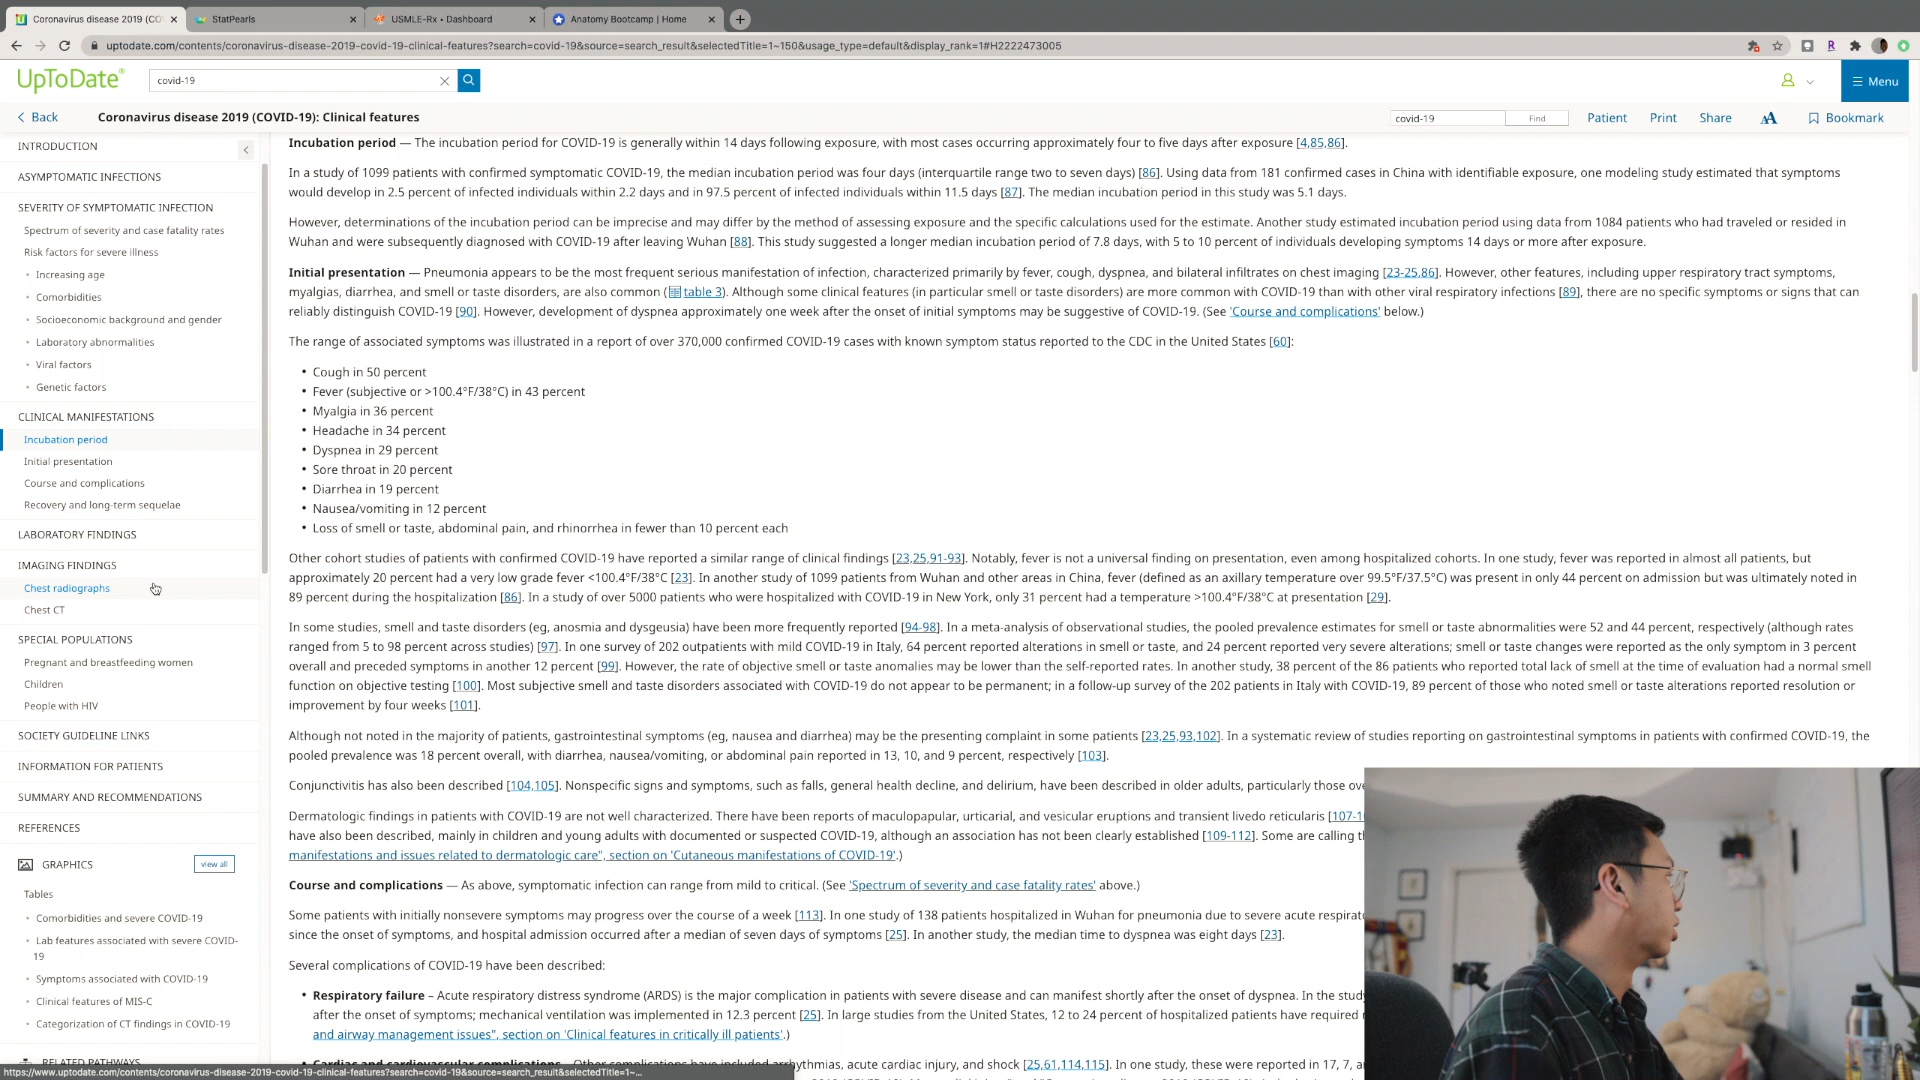 Coronavirus disease 2019 (CO
StatPearls
USMLE-Rx • Dashboard
Anatomy Bootcamp | Home
uptodate.com/contents/coronavirus-disease-2019-covid-19-clinical-features?search=covid-19&source=search_result&selectedTitle=1~150&usage_type=default&display_rank=1#H2222473005
UpToDate®
covid-19
Menu
Back
Coronavirus disease 2019 (COVID-19): Clinical features
covid-19
Find
Patient
Print
Share
AA
Bookmark
INTRODUCTION
ASYMPTOMATIC INFECTIONS
SEVERITY OF SYMPTOMATIC INFECTION
Spectrum of severity and case fatality rates
Risk factors for severe illness
• Increasing age
• Comorbidities
• Socioeconomic background and gender
• Laboratory abnormalities
• Viral factors
• Genetic factors
CLINICAL MANIFESTATIONS
Incubation period
Initial presentation
Course and complications
Recovery and long-term sequelae
LABORATORY FINDINGS
IMAGING FINDINGS
Chest radiographs
Chest CT
SPECIAL POPULATIONS
Pregnant and breastfeeding women
Children
People with HIV
SOCIETY GUIDELINE LINKS
INFORMATION FOR PATIENTS
SUMMARY AND RECOMMENDATIONS
REFERENCES
GRAPHICS
view all
Tables
• Comorbidities and severe COVID-19
• Lab features associated with severe COVID-
19
• Symptoms associated with COVID-19
• Clinical features of MIS-C
• Categorization of CT findings in COVID-19
RELATED PATHWAYS
Incubation period — The incubation period for COVID-19 is generally within 14 days following exposure, with most cases occurring approximately four to five days after exposure [4,85,86].
In a study of 1099 patients with confirmed symptomatic COVID-19, the median incubation period was four days (interquartile range two to seven days) [86]. Using data from 181 confirmed cases in China with identifiable exposure, one modeling study estimated that symptoms
would develop in 2.5 percent of infected individuals within 2.2 days and in 97.5 percent of infected individuals within 11.5 days [87]. The median incubation period in this study was 5.1 days.
However, determinations of the incubation period can be imprecise and may differ by the method of assessing exposure and the specific calculations used for the estimate. Another study estimated incubation period using data from 1084 patients who had traveled or resided in
Wuhan and were subsequently diagnosed with COVID-19 after leaving Wuhan [88]. This study suggested a longer median incubation period of 7.8 days, with 5 to 10 percent of individuals developing symptoms 14 days or more after exposure.
Initial presentation — Pneumonia appears to be the most frequent serious manifestation of infection, characterized primarily by fever, cough, dyspnea, and bilateral infiltrates on chest imaging [23-25,86]. However, other features, including upper respiratory tract symptoms,
myalgias, diarrhea, and smell or taste disorders, are also common (table 3). Although some clinical features (in particular smell or taste disorders) are more common with COVID-19 than with other viral respiratory infections [89], there are no specific symptoms or signs that can
reliably distinguish COVID-19 [90]. However, development of dyspnea approximately one week after the onset of initial symptoms may be suggestive of COVID-19. (See 'Course and complications' below.)
The range of associated symptoms was illustrated in a report of over 370,000 confirmed COVID-19 cases with known symptom status reported to the CDC in the United States [60]:
• Cough in 50 percent
• Fever (subjective or >100.4°F/38°C) in 43 percent
• Myalgia in 36 percent
• Headache in 34 percent
• Dyspnea in 29 percent
• Sore throat in 20 percent
• Diarrhea in 19 percent
• Nausea/vomiting in 12 percent
• Loss of smell or taste, abdominal pain, and rhinorrhea in fewer than 10 percent each
Other cohort studies of patients with confirmed COVID-19 have reported a similar range of clinical findings [23,25,91-93]. Notably, fever is not a universal finding on presentation, even among hospitalized cohorts. In one study, fever was reported in almost all patients, but
approximately 20 percent had a very low grade fever <100.4°F/38°C [23]. In another study of 1099 patients from Wuhan and other areas in China, fever (defined as an axillary temperature over 99.5°F/37.5°C) was present in only 44 percent on admission but was ultimately noted in
89 percent during the hospitalization [86]. In a study of over 5000 patients who were hospitalized with COVID-19 in New York, only 31 percent had a temperature >100.4°F/38°C at presentation [29].
In some studies, smell and taste disorders (eg, anosmia and dysgeusia) have been more frequently reported [94-98]. In a meta-analysis of observational studies, the pooled prevalence estimates for smell or taste abnormalities were 52 and 44 percent, respectively (although rates
ranged from 5 to 98 percent across studies) [97]. In one survey of 202 outpatients with mild COVID-19 in Italy, 64 percent reported alterations in smell or taste, and 24 percent reported very severe alterations; smell or taste changes were reported as the only symptom in 3 percent
overall and preceded symptoms in another 12 percent [99]. However, the rate of objective smell or taste anomalies may be lower than the self-reported rates. In another study, 38 percent of the 86 patients who reported total lack of smell at the time of evaluation had a normal smell
function on objective testing [100]. Most subjective smell and taste disorders associated with COVID-19 do not appear to be permanent; in a follow-up survey of the 202 patients in Italy with COVID-19, 89 percent of those who noted smell or taste alterations reported resolution or
improvement by four weeks [101].
Although not noted in the majority of patients, gastrointestinal symptoms (eg, nausea and diarrhea) may be the presenting complaint in some patients [23,25,93,102]. In a systematic review of studies reporting on gastrointestinal symptoms in patients with confirmed COVID-19, the
pooled prevalence was 18 percent overall, with diarrhea, nausea/vomiting, or abdominal pain reported in 13, 10, and 9 percent, respectively [103].
Conjunctivitis has also been described [104,105]. Nonspecific signs and symptoms, such as falls, general health decline, and delirium, have been described in older adults, particularly those ove
Dermatologic findings in patients with COVID-19 are not well characterized. There have been reports of maculopapular, urticarial, and vesicular eruptions and transient livedo reticularis [107-1
have also been described, mainly in children and young adults with documented or suspected COVID-19, although an association has not been clearly established [109-112]. Some are calling t
manifestations and issues related to dermatologic care", section on 'Cutaneous manifestations of COVID-19'.)
Course and complications — As above, symptomatic infection can range from mild to critical. (See 'Spectrum of severity and case fatality rates' above.)
Some patients with initially nonsevere symptoms may progress over the course of a week [113]. In one study of 138 patients hospitalized in Wuhan for pneumonia due to severe acute respirat
since the onset of symptoms, and hospital admission occurred after a median of seven days of symptoms [25]. In another study, the median time to dyspnea was eight days [23].
Several complications of COVID-19 have been described:
• Respiratory failure – Acute respiratory distress syndrome (ARDS) is the major complication in patients with severe disease and can manifest shortly after the onset of dyspnea. In the stud
after the onset of symptoms; mechanical ventilation was implemented in 12.3 percent [25]. In large studies from the United States, 12 to 24 percent of hospitalized patients have required
and airway management issues", section on 'Clinical features in critically ill patients'.)
• Cardiac and cardiovascular complications – Other complications have included arrhythmias, acute cardiac injury, and shock [25,61,114,115]. In one study, these were reported in 17, 7, a
https://www.uptodate.com/contents/coronavirus-disease-2019-covid-19-clinical-features?search=covid-19&source=search_result&selectedTitle=1~...